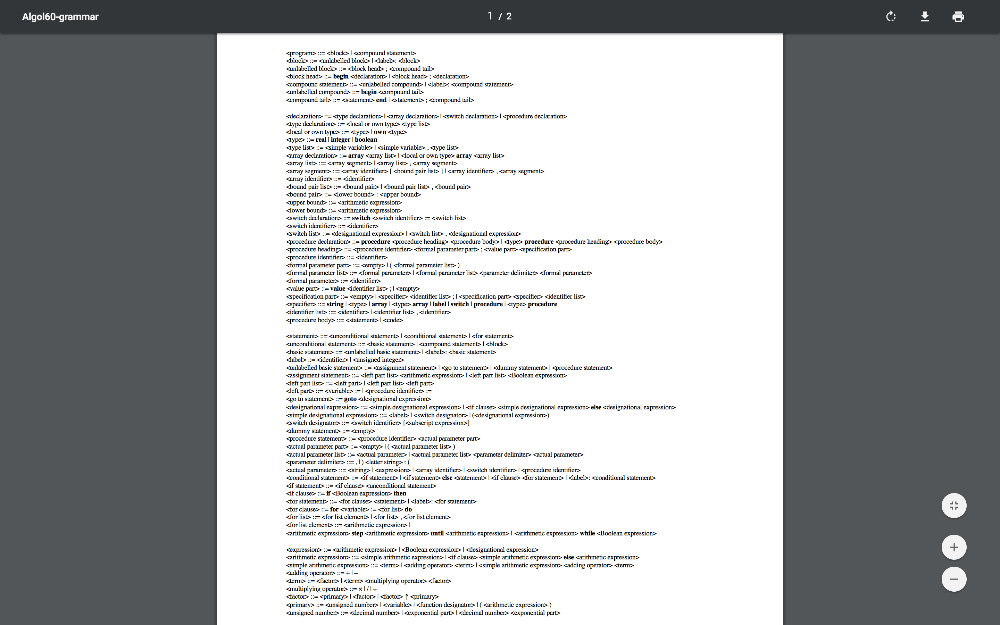 Algol60-grammar
1 / 2
<program> ::= <block> | <compound statement>
<block> ::= <unlabelled block> | <label>: <block>
<unlabelled block> ::= <block head> ; <compound tail>
<block head> ::= begin <declaration> | <block head> ; <declaration>
<compound statement> ::= <unlabelled compound> | <label>: <compound statement>
<unlabelled compound> ::= begin <compound tail>
<compound tail> ::= <statement> end | <statement> ; <compound tail>
<declaration> ::= <type declaration> | <array declaration> | <switch declaration> | <procedure declaration>
<type declaration> ::= <local or own type> <type list>
<local or own type> ::= <type> | own <type>
<type> ::= real | integer | boolean
<type list> ::= <simple variable> | <simple variable> , <type list>
<array declaration> ::= array <array list> | <local or own type> array <array list>
<array list> ::= <array segment> | <array list> , <array segment>
<array segment> ::= <array identifier> [ <bound pair list> ] | <array identifier> , <array segment>
<array identifier> ::= <identifier>
<bound pair list> ::= <bound pair> | <bound pair list> , <bound pair>
<bound pair> ::= <lower bound> : <upper bound>
<upper bound> ::= <arithmetic expression>
<lower bound> ::= <arithmetic expression>
<switch declaration> ::= switch <switch identifier> := <switch list>
<switch identifier> ::= <identifier>
<switch list> ::= <designational expression> | <switch list> , <designational expression>
<procedure declaration> ::= procedure <procedure heading> <procedure body> | <type> procedure <procedure heading> <procedure body>
<procedure heading> ::= <procedure identifier> <formal parameter part> ; <value part> <specification part>
<procedure identifier> ::= <identifier>
<formal parameter part> ::= <empty> | ( <formal parameter list> )
<formal parameter list> ::= <formal parameter> | <formal parameter list> <parameter delimiter> <formal parameter>
<formal parameter> ::= <identifier>
<value part> ::= value <identifier list> ; | <empty>
<specification part> ::= <empty> | <specifier> <identifier list> ; | <specification part> <specifier> <identifier list>
<specifier> ::= string | <type> | array | <type> array | label | switch | procedure | <type> procedure
<identifier list> ::= <identifier> | <identifier list> , <identifier>
<procedure body> ::= <statement> | <code>
<statement> ::= <unconditional statement> | <conditional statement> | <for statement>
<unconditional statement> ::= <basic statement> | <compound statement> | <block>
<basic statement> ::= <unlabelled basic statement> | <label>: <basic statement>
<label> ::= <identifier> | <unsigned integer>
<unlabelled basic statement> ::= <assignment statement> | <go to statement> | <dummy statement> | <procedure statement>
<assignment statement> ::= <left part list> <arithmetic expression> | <left part list> <Boolean expression>
<left part list> ::= <left part> | <left part list> <left part>
<left part> ::= <variable> := | <procedure identifier> :=
<go to statement> ::= goto <designational expression>
<designational expression> ::= <simple designational expression> | <if clause> <simple designational expression> else <designational expression>
<simple designational expression> ::= <label> | <switch designator> | (<designational expression>)
<switch designator> ::= <switch identifier> [<subscript expression>]
<dummy statement> ::= <empty>
<procedure statement> ::= <procedure identifier> <actual parameter part>
<actual parameter part> ::= <empty> | ( <actual parameter list> )
<actual parameter list> ::= <actual parameter> | <actual parameter list> <parameter delimiter> <actual parameter>
<parameter delimiter> ::= , | ) <letter string> : (
<actual parameter> ::= <string> | <expression> | <array identifier> | <switch identifier> | <procedure identifier>
<conditional statement> ::= <if statement> | <if statement> else <statement> | <if clause> <for statement> | <label>: <conditional statement>
<if statement> ::= <if clause> <unconditional statement>
<if clause> ::= if <Boolean expression> then
<for statement> ::= <for clause> <statement> | <label>: <for statement>
<for clause> ::= for <variable> := <for list> do
<for list> ::= <for list element> | <for list> , <for list element>
<for list element> ::= <arithmetic expression> |
<arithmetic expression> step <arithmetic expression> until <arithmetic expression> | <arithmetic expression> while <Boolean expression>
<expression> ::= <arithmetic expression> | <Boolean expression> | <designational expression>
<arithmetic expression> ::= <simple arithmetic expression> | <if clause> <simple arithmetic expression> else <arithmetic expression>
<simple arithmetic expression> ::= <term> | <adding operator> <term> | <simple arithmetic expression> <adding operator> <term>
<adding operator> ::= + | −
<term> ::= <factor> | <term> <multiplying operator> <factor>
<multiplying operator> ::= × | / | ÷
<factor> ::= <primary> | <factor> | <factor> ↑ <primary>
<primary> ::= <unsigned number> | <variable> | <function designator> | ( <arithmetic expression> )
<unsigned number> ::= <decimal number> | <exponential part> | <decimal number> <exponential part>